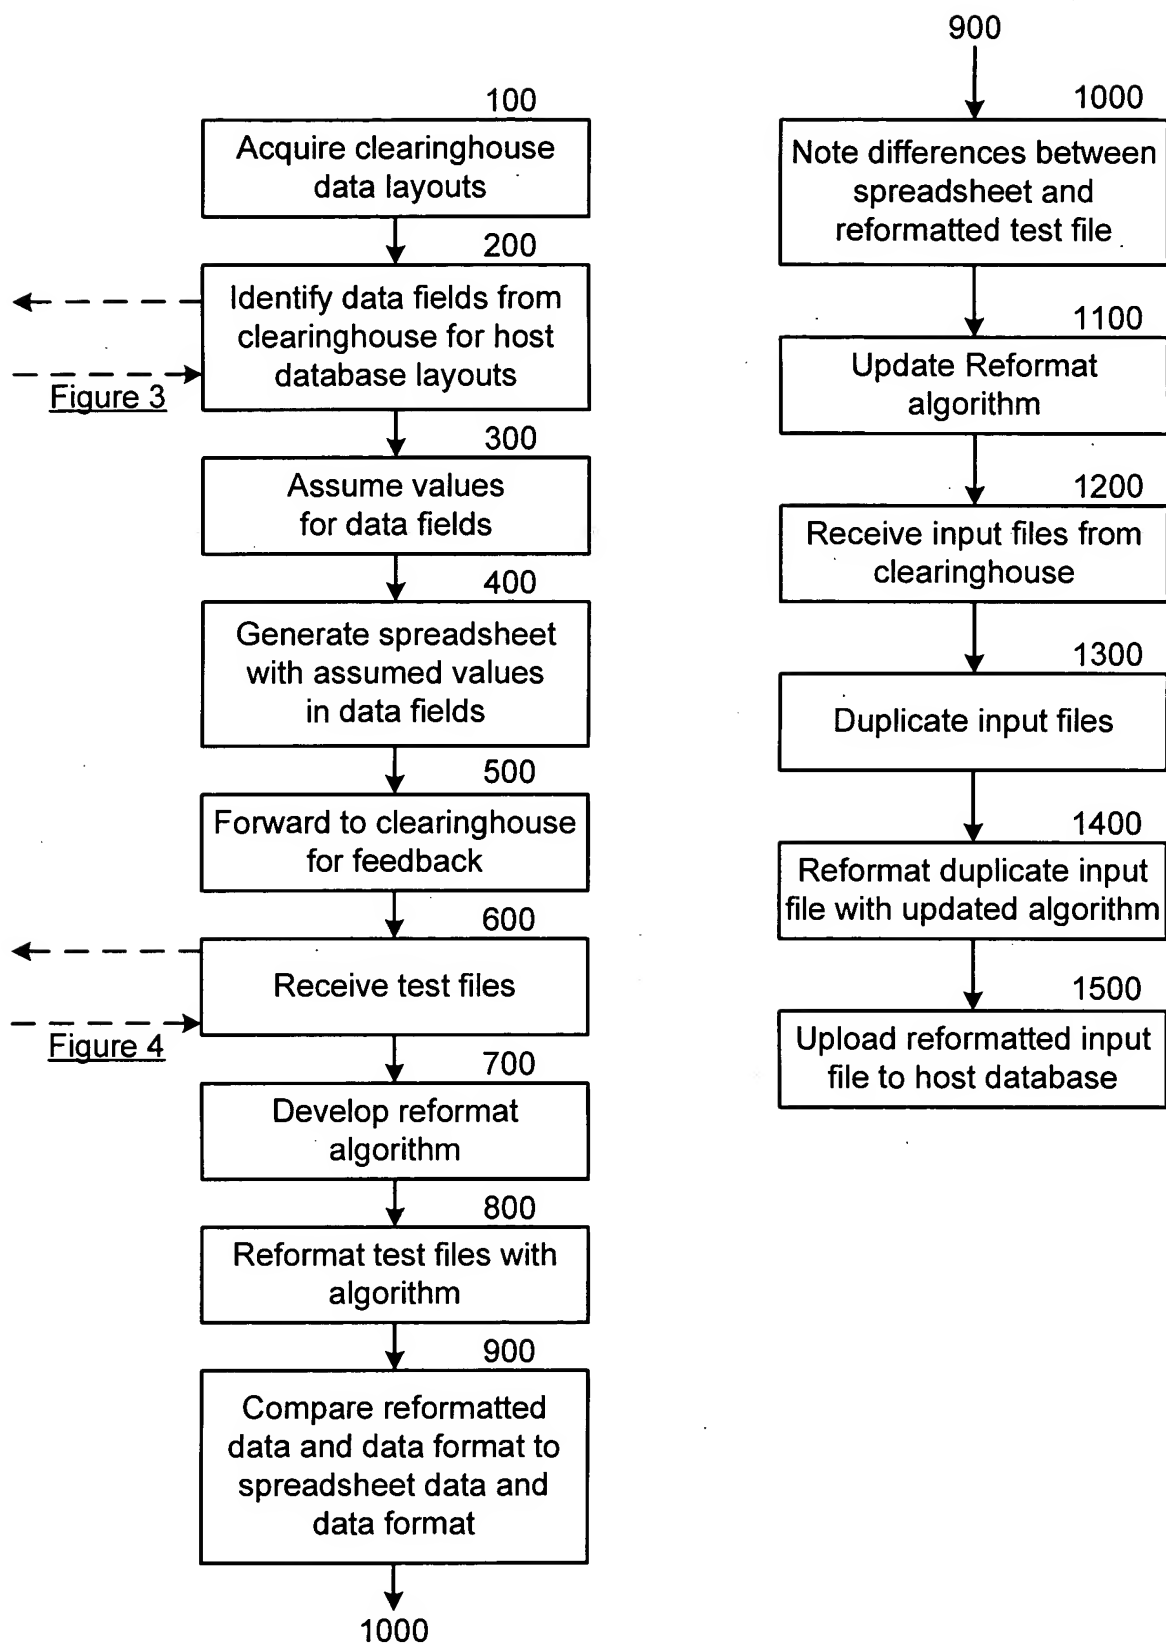 100
Acquire clearinghouse
data layouts
200
Identify data fields from
clearinghouse for host
database layouts
Figure 3
300
Assume values
for data fields
400
Generate spreadsheet
with assumed values
in data fields
500
Forward to clearinghouse
for feedback
600
Receive test files
Figure 4
700
Develop reformat
algorithm
800
Reformat test files with
algorithm
900
Compare reformatted
data and data format to
spreadsheet data and
data format
1000
900
1000
Note differences between
spreadsheet and
reformatted test file
1100
Update Reformat
algorithm
1200
Receive input files from
clearinghouse
1300
Duplicate input files
1400
Reformat duplicate input
file with updated algorithm
1500
Upload reformatted input
file to host database